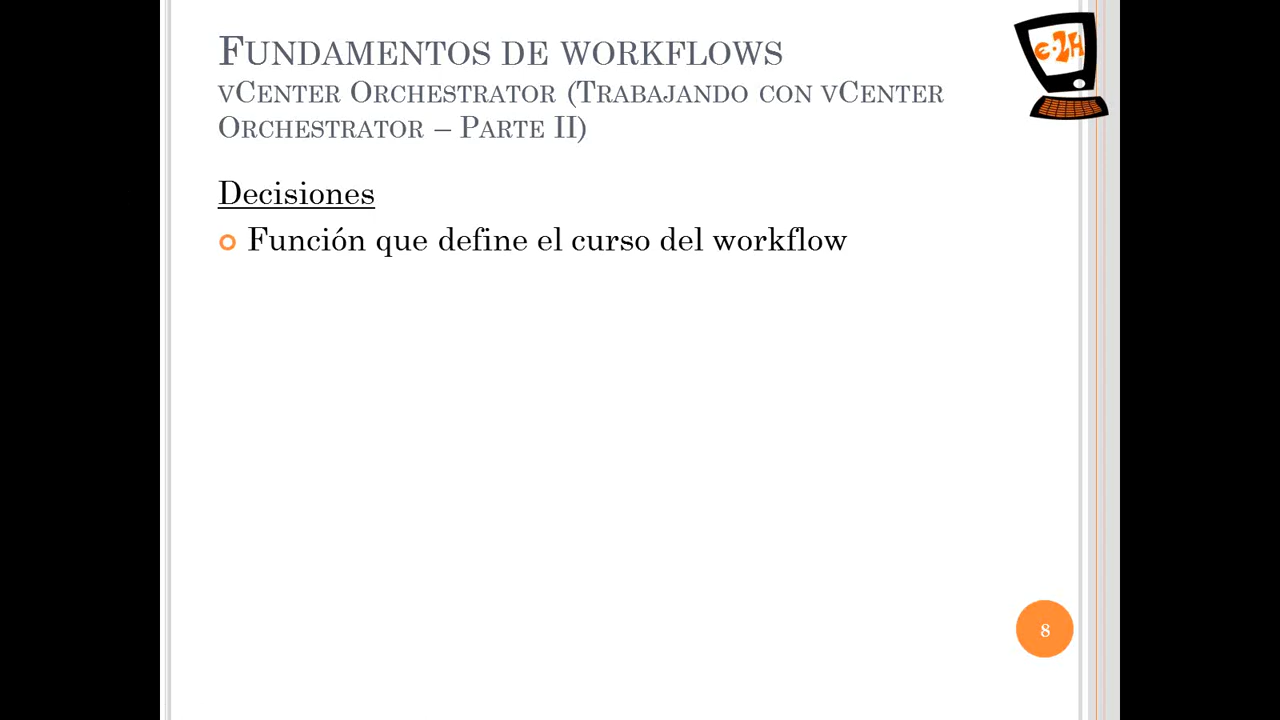 Fundamentos de workflows
vCenter Orchestrator (Trabajando con vCenter
Orchestrator – Parte II)
e-2H
Decisiones
Función que define el curso del workflow
8